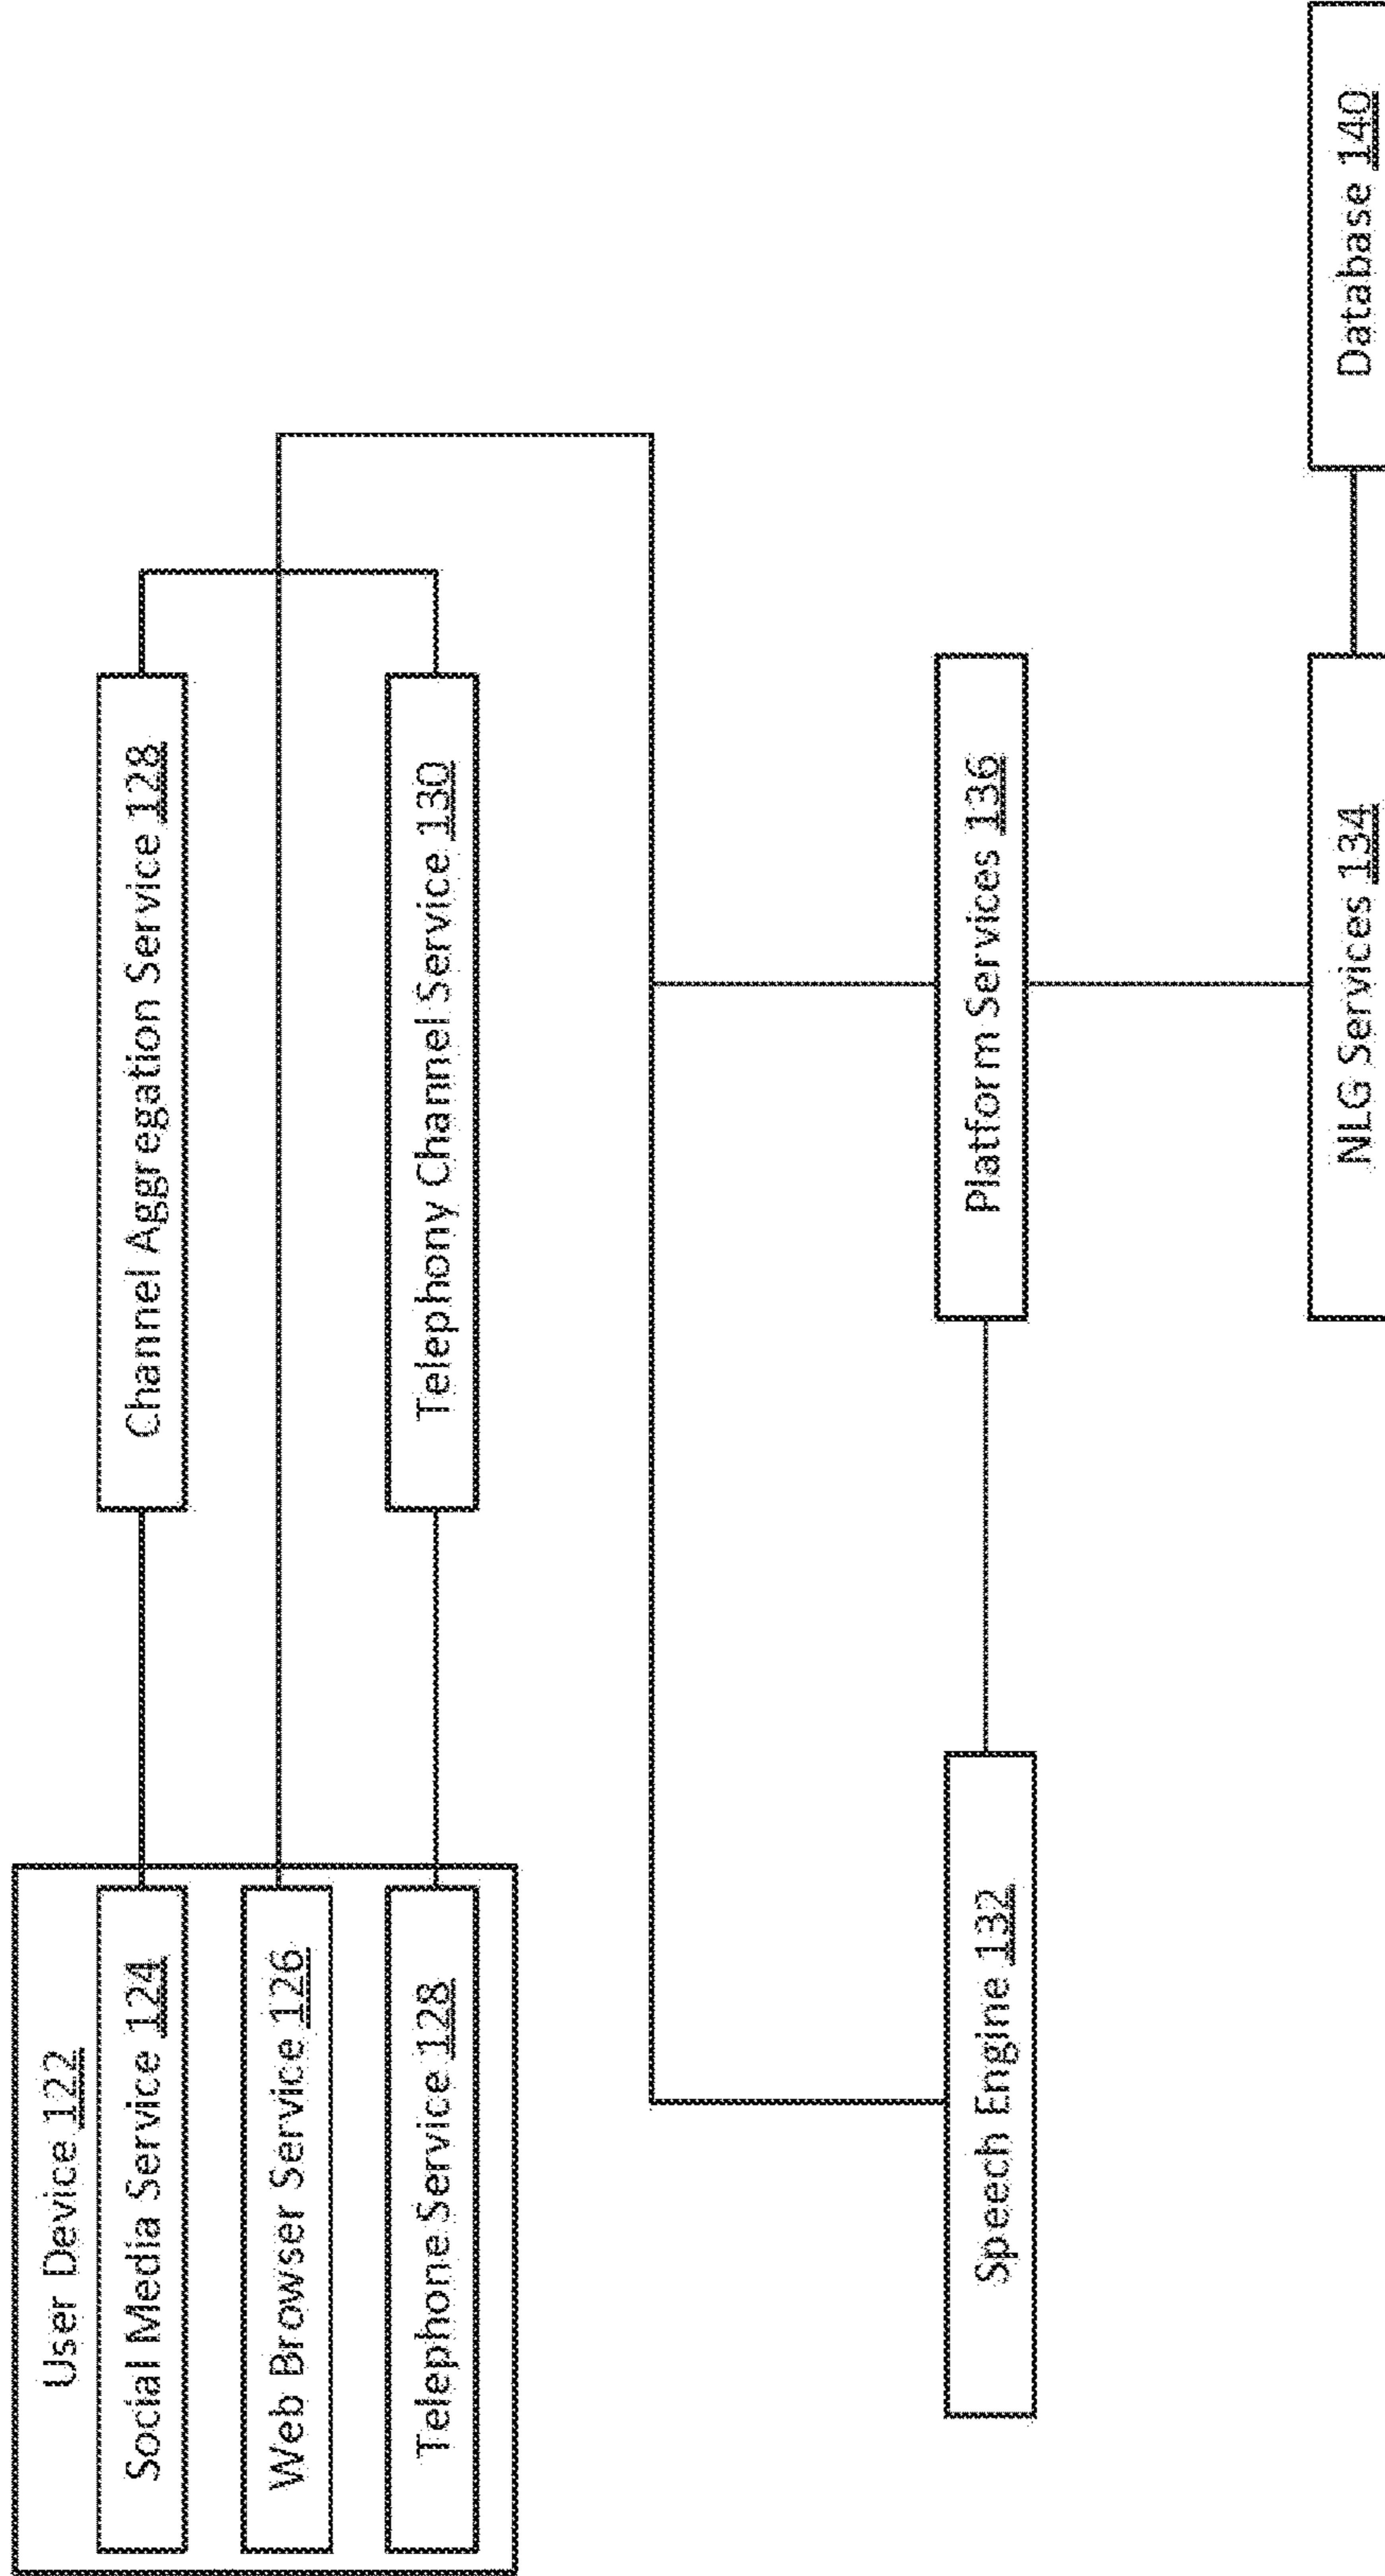 User Device 122
Social Media Service 124
Channel Aggregation Service 128
Web Browser Service 126
Telephone Service 128
Telephony Channel Service 130
Speech Engine 132
Platform Services 136
NLG Services 134
Database 140